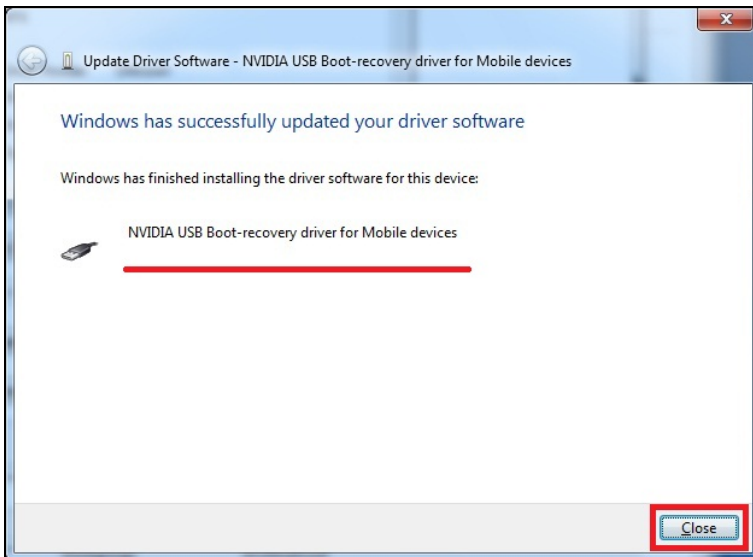 Update Driver Software - NVIDIA USB Boot-recovery driver for Mobile devices
Windows has successfully updated your driver software
Windows has finished installing the driver software for this device:
NVIDIA USB Boot-recovery driver for Mobile devices
Close